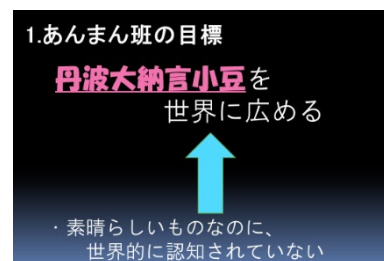 1.あんまん班の目標
丹波大納言小豆を
世界に広める
・素晴らしいものなのに、
世界的に認知されていない